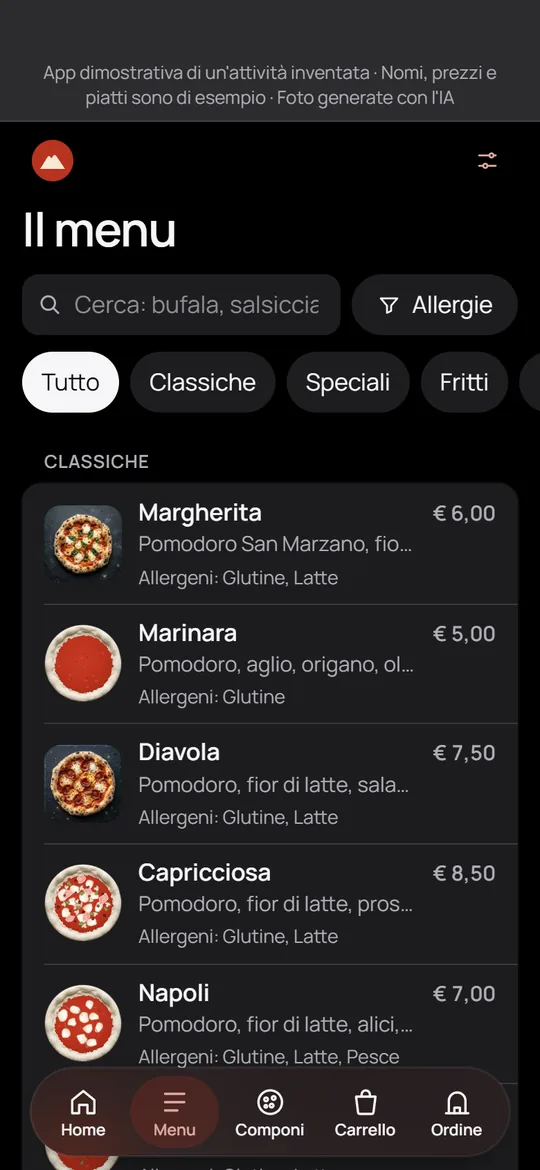 App dimostrativa di un'attività inventata · Nomi, prezzi e
piatti sono di esempio · Foto generate con l'IA
Il menu
Cerca: bufala, salsiccia
Allergie
Tutto
Classiche
Speciali
Fritti
CLASSICHE
Margherita
€ 6,00
Pomodoro San Marzano, fio...
Allergeni: Glutine, Latte
Marinara
€ 5,00
Pomodoro, aglio, origano, ol...
Allergeni: Glutine
Diavola
€ 7,50
Pomodoro, fior di latte, sala...
Allergeni: Glutine, Latte
Capricciosa
€ 8,50
Pomodoro, fior di latte, pros...
Allergeni: Glutine, Latte
Napoli
€ 7,00
Pomodoro, fior di latte, alici,...
Allergeni: Glutine, Latte, Pesce
Home
Menu
Componi
Carrello
Ordine